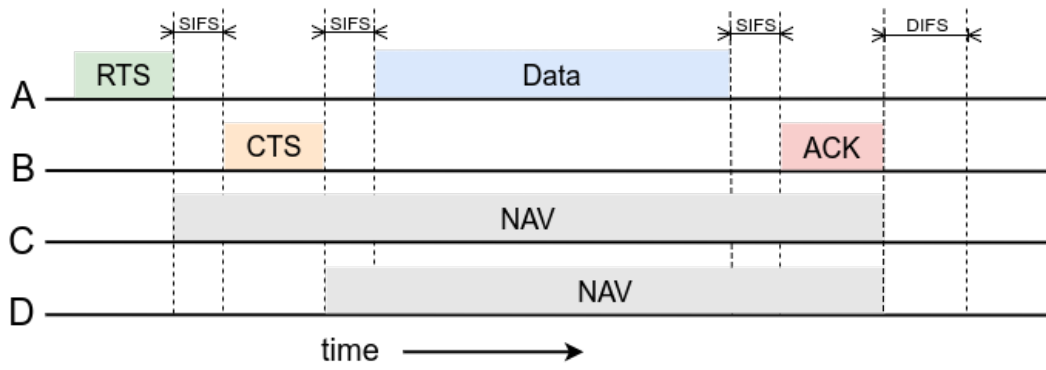 SIFS SIFS SIFS DIFS
A RTS Data
B CTS ACK
C NAV
D NAV
time